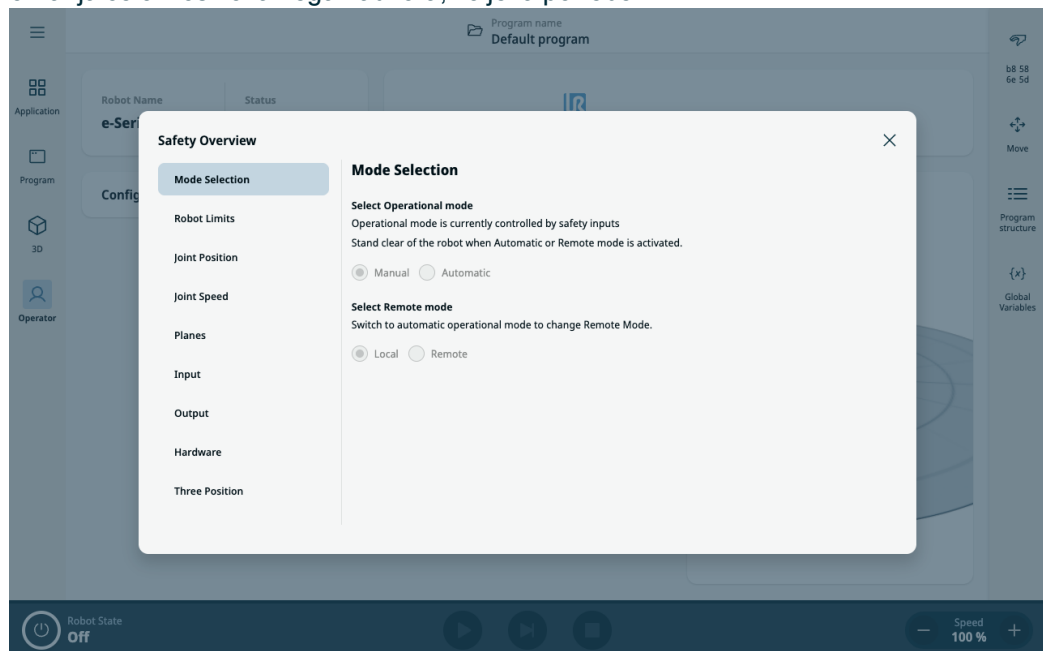 Program name
Default program
b8 58
6e 5d
Application
Robot Name
Status
e-Seri
Safety Overview
Mode Selection
Robot Limits
Joint Position
Joint Speed
Planes
Input
Output
Hardware
Three Position
Mode Selection
Select Operational mode
Operational mode is currently controlled by safety inputs
Stand clear of the robot when Automatic or Remote mode is activated.
Manual
Automatic
Select Remote mode
Switch to automatic operational mode to change Remote Mode.
Local
Remote
Move
Program
Config
Program
structure
3D
{x}
Global
Variables
Operator
Robot State
Off
Speed
100 %